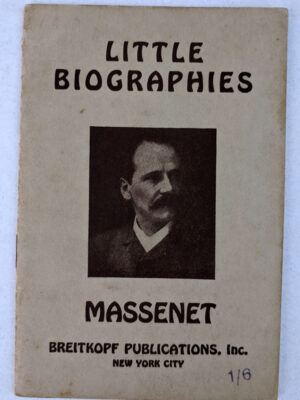 LITTLE
BIOGRAPHIES
MASSENET
BREITKOPF PUBLICATIONS, Inc.
NEW YORK CITY
1/6